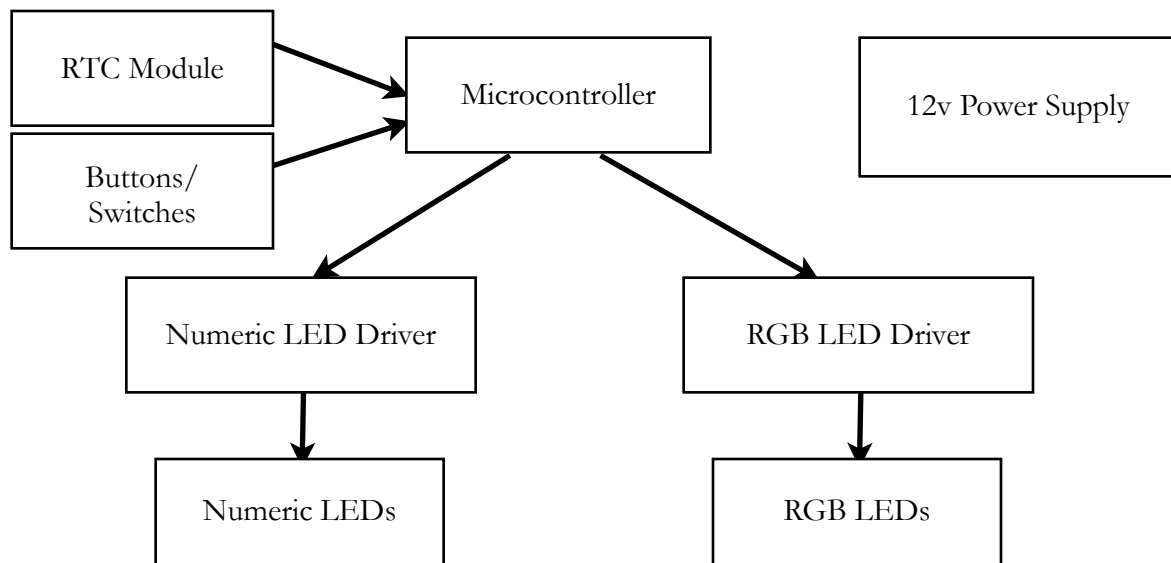 RTC Module
Microcontroller
12v Power Supply
Buttons/
Switches
Numeric LED Driver
RGB LED Driver
Numeric LEDs
RGB LEDs